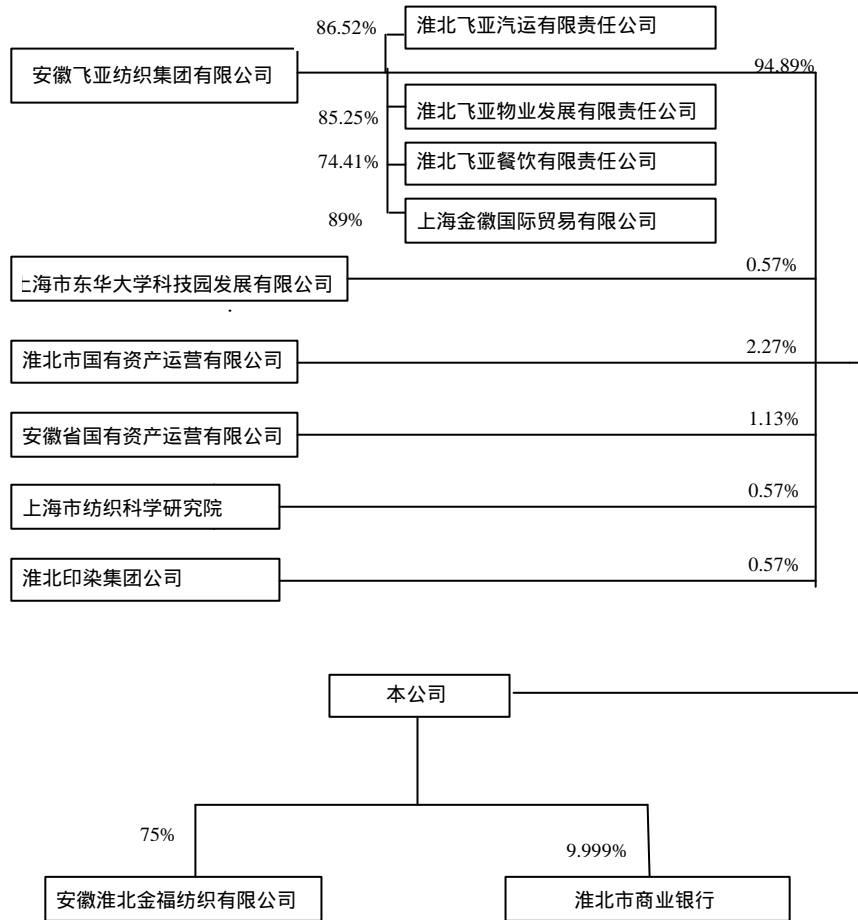 86.52%
淮北飞亚汽运有限责任公司
安徽飞亚纺织集团有限公司
94.89%
85.25%
淮北飞亚物业发展有限责任公司
74.41%
淮北飞亚餐饮有限责任公司
89%
上海金徽国际贸易有限公司
上海市东华大学科技园发展有限公司
0.57%
淮北市国有资产运营有限公司
2.27%
安徽省国有资产运营有限公司
1.13%
上海市纺织科学研究院
0.57%
淮北印染集团公司
0.57%
本公司
75%
9.999%
安徽淮北金福纺织有限公司
淮北市商业银行